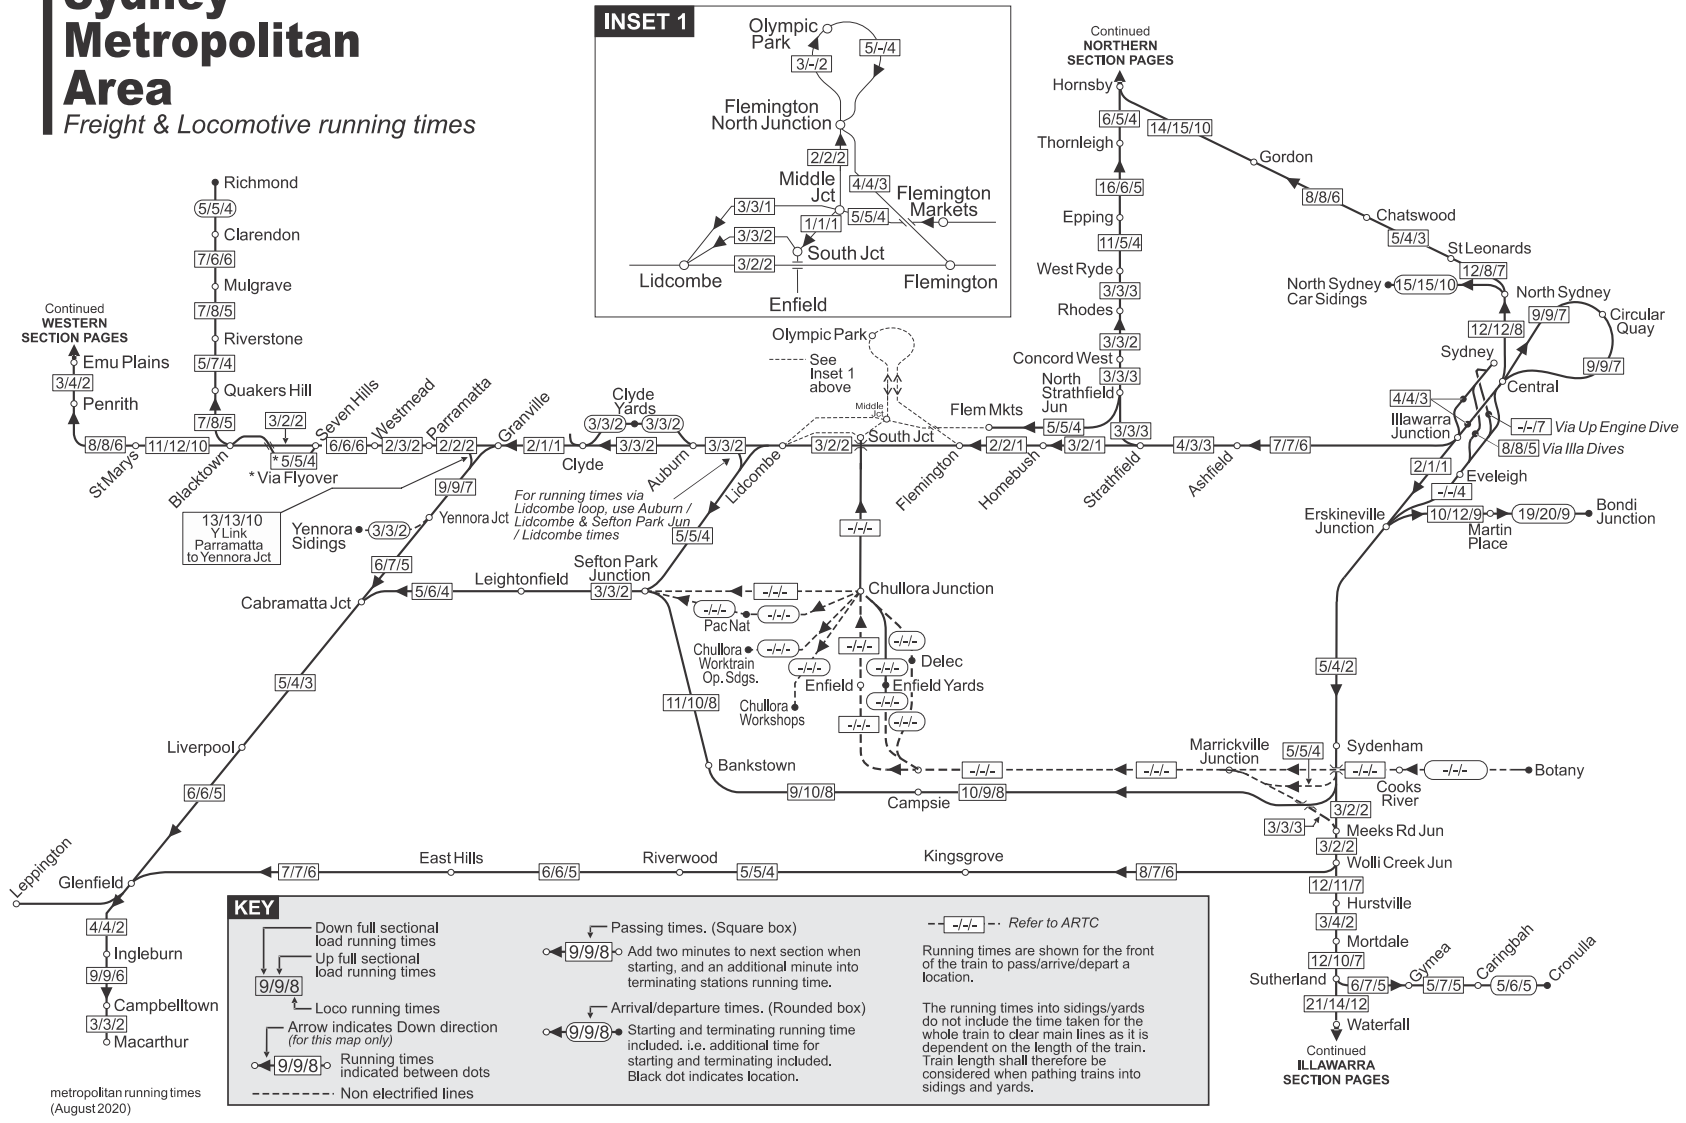 Sydney
Metropolitan
Area
Freight & Locomotive running times
INSET 1
Olympic
Park
5/-/4
3/-/2
Flemington
North Junction
2/2/2
Middle
Jct
4/4/3
Flemington
Markets
3/3/1
5/5/4
1/1/1
3/3/2
South Jct
3/2/2
Lidcombe
Flemington
Enfield
Continued
NORTHERN
SECTION PAGES
Hornsby
6/5/4
14/15/10
Thornleigh
Gordon
16/6/5
8/8/6
Epping
Chatswood
11/5/4
5/4/3
St Leonards
West Ryde
12/8/7
3/3/3
North Sydney
Car Sidings
15/15/10
North Sydney
Rhodes
9/9/7
Circular
Quay
3/3/2
12/12/8
Concord West
Sydney
9/9/7
3/3/3
Central
North
Strathfield
Jun
4/4/3
Illawarra
Junction
-/-/7
Via Up Engine Dive
8/8/5
Via Illa Dives
Richmond
5/5/4
Clarendon
7/6/6
Mulgrave
7/8/5
Riverstone
5/7/4
Quakers Hill
7/8/5
Continued
WESTERN
SECTION PAGES
Emu Plains
3/4/2
Penrith
8/8/6
St Marys
11/12/10
Blacktown
3/2/2
* 5/5/4
* Via Flyover
Seven Hills
6/6/6
Westmead
2/3/2
Parramatta
2/2/2
Granville
2/1/1
Clyde
Clyde
Yards
3/3/2
3/3/2
3/3/2
Auburn
3/3/2
Lidcombe
3/2/2
Olympic Park
See
Inset 1
above
Middle
Jct
South Jct
Flem Mkts
5/5/4
Flemington
2/2/1
Homebush
3/2/1
3/3/3
Strathfield
4/3/3
Ashfield
7/7/6
2/1/1
Eveleigh
-/-/4
Erskineville
Junction
10/12/9
Martin
Place
19/20/9
Bondi
Junction
13/13/10
Y Link
Parramatta
to Yennora Jct
9/9/7
Yennora Jct
Yennora
Sidings
3/3/2
6/7/5
For running times via
Lidcombe loop, use Auburn /
Lidcombe & Sefton Park Jun
/ Lidcombe times
5/5/4
Sefton Park
Junction
Cabramatta Jct
5/6/4
Leightonfield
3/3/2
-/-/-
-/-/-
Chullora Junction
-/-/-
-/-/-
Pac Nat
-/-/-
-/-/-
Chullora
Worktrain
Op. Sdgs.
-/-/-
-/-/-
-/-/-
Delec
Enfield
Enfield Yards
-/-/-
Chullora
Workshops
-/-/-
-/-/-
5/4/3
11/10/8
5/4/2
Liverpool
Bankstown
-/-/-
-/-/-
Marrickville
Junction
5/5/4
Sydenham
-/-/-
Cooks
River
-/-/-
Botany
6/6/5
9/10/8
Campsie
10/9/8
3/2/2
3/3/3
Meeks Rd Jun
3/2/2
Wolli Creek Jun
Leppington
Glenfield
7/7/6
East Hills
6/6/5
Riverwood
5/5/4
Kingsgrove
8/7/6
12/11/7
Hurstville
3/4/2
Mortdale
12/10/7
Sutherland
6/7/5
Gymea
5/7/5
Caringbah
5/6/5
Cronulla
21/14/12
Waterfall
Continued
ILLAWARRA
SECTION PAGES
4/4/2
Ingleburn
9/9/6
Campbelltown
3/3/2
Macarthur
KEY
Down full sectional
load running times
Up full sectional
load running times
9/9/8
Loco running times
Arrow indicates Down direction
(for this map only)
9/9/8
Running times
indicated between dots
Non electrified lines
Passing times. (Square box)
9/9/8
Add two minutes to next section when
starting, and an additional minute into
terminating stations running time.
Arrival/departure times. (Rounded box)
9/9/8
Starting and terminating running time
included. i.e. additional time for
starting and terminating included.
Black dot indicates location.
-/-/-
Refer to ARTC
Running times are shown for the front
of the train to pass/arrive/depart a
location.
The running times into sidings/yards
do not include the time taken for the
whole train to clear main lines as it is
dependent on the length of the train.
Train length shall therefore be
considered when pathing trains into
sidings and yards.
metropolitan running times
(August 2020)